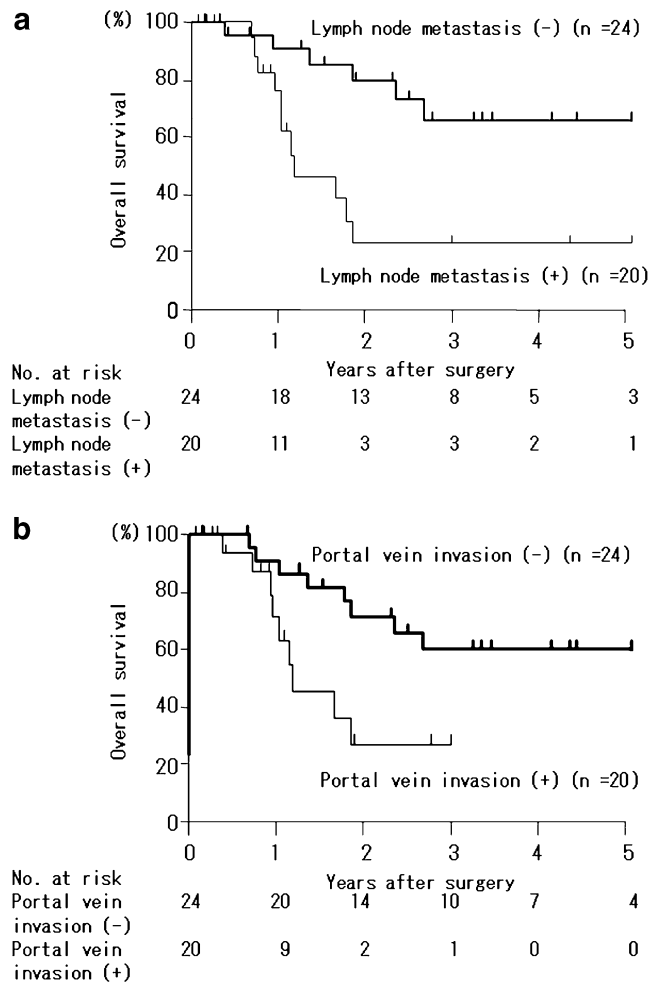 a
(%)
100
80
60
40
20
0
Overall survival
Lymph node metastasis (-) (n =24)
Lymph node metastasis (+) (n =20)
0 1 2 3 4 5
Years after surgery
No. at risk
Lymph node 24 18 13 8 5 3
metastasis (-)
Lymph node 20 11 3 3 2 1
metastasis (+)
b
(%) 100
80
60
40
20
0
Overall survival
Portal vein invasion (-) (n =24)
Portal vein invasion (+) (n =20)
0 1 2 3 4 5
Years after surgery
No. at risk
Portal vein 24 20 14 10 7 4
invasion (-)
Portal vein 20 9 2 1 0 0
invasion (+)